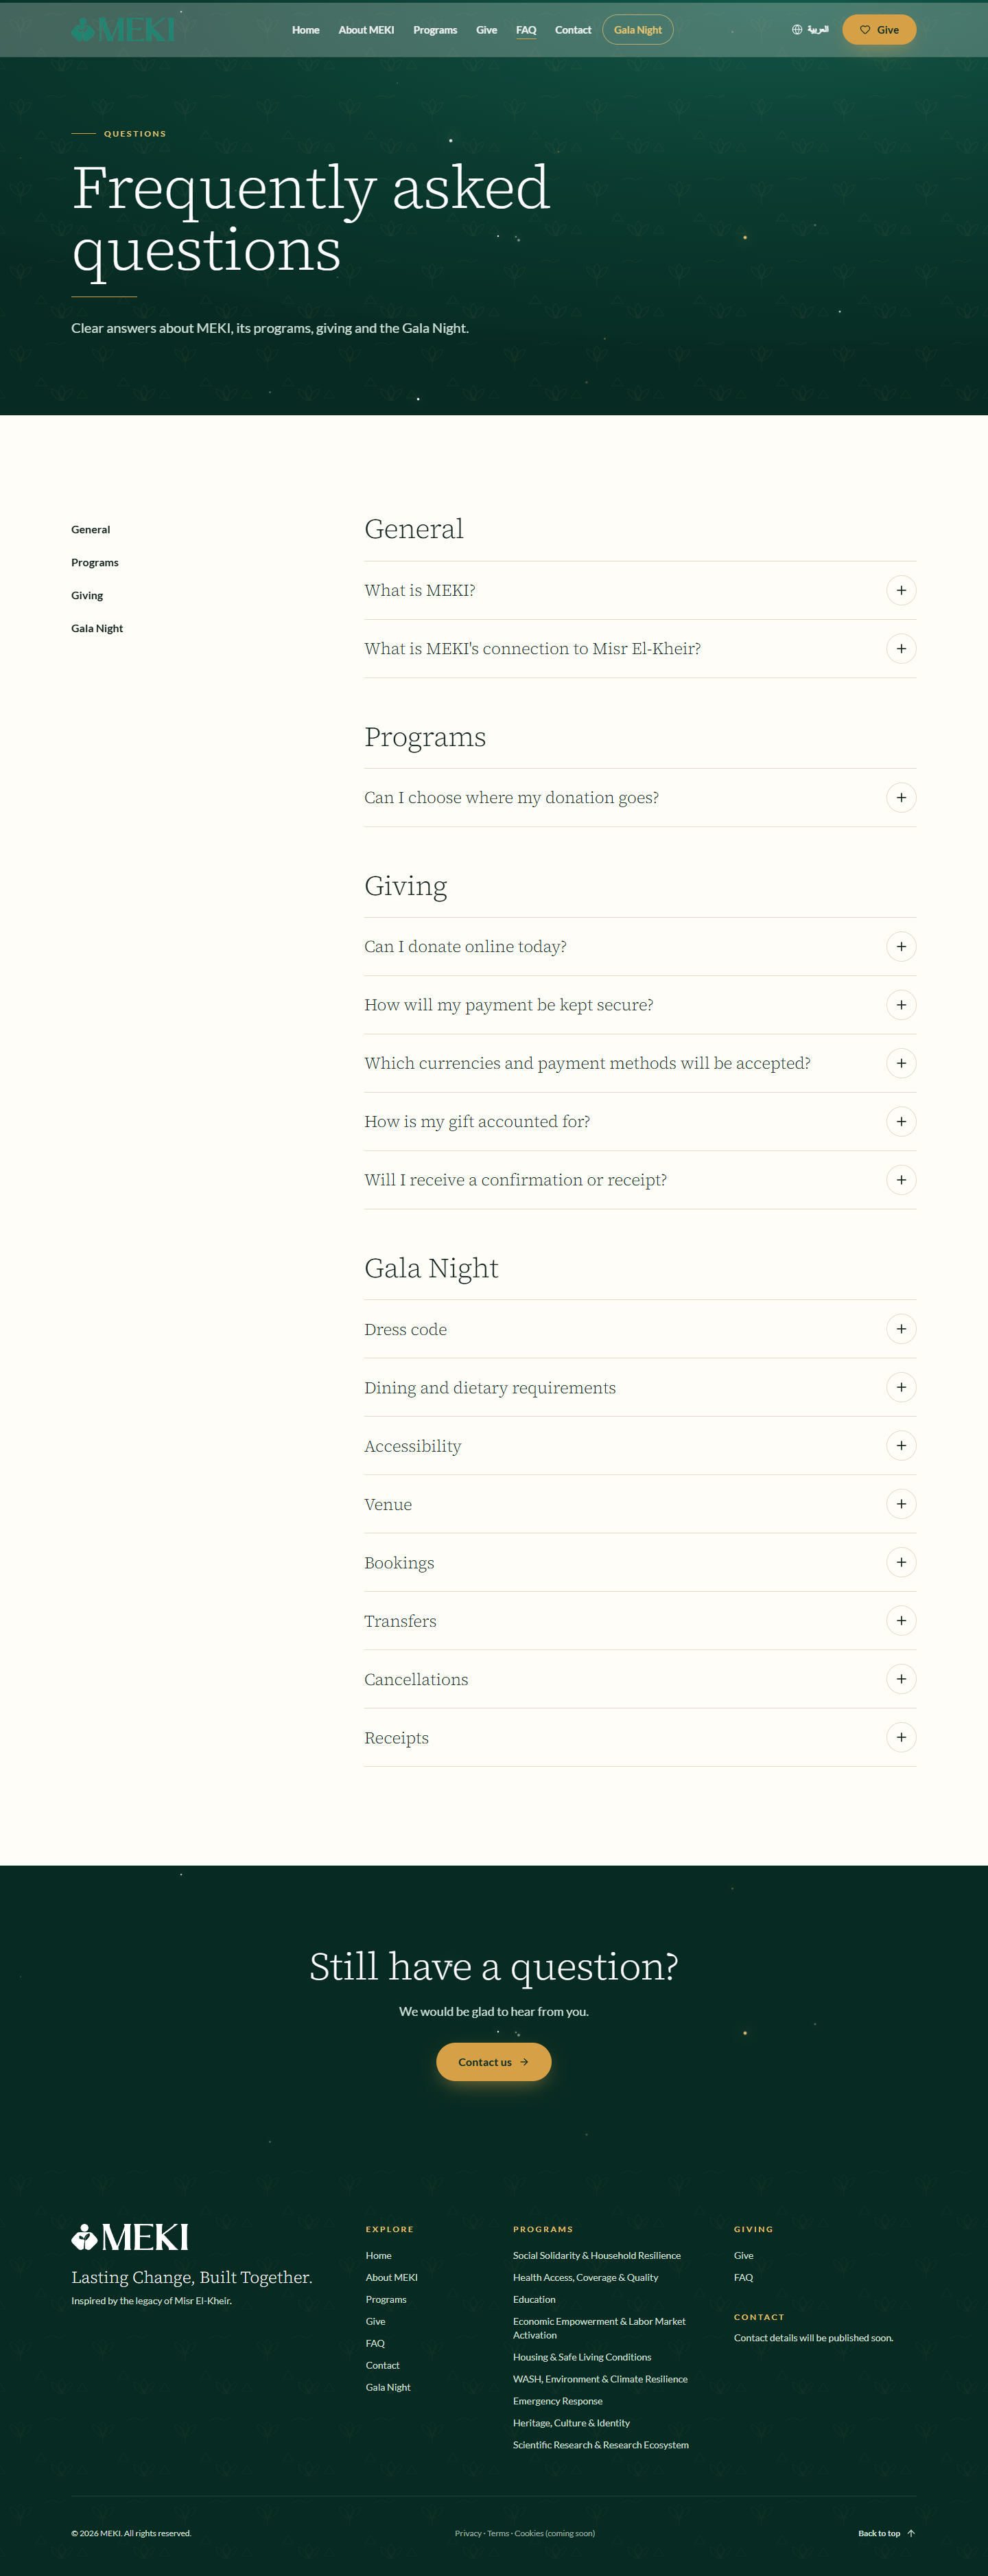 MEKI
Home About MEKI Programs Give FAQ Contact Gala Night العربية Give
QUESTIONS
Frequently asked
questions
Clear answers about MEKI, its programs, giving and the Gala Night.
General
Programs
Giving
Gala Night
General
What is MEKI?
What is MEKI's connection to Misr El-Kheir?
Programs
Can I choose where my donation goes?
Giving
Can I donate online today?
How will my payment be kept secure?
Which currencies and payment methods will be accepted?
How is my gift accounted for?
Will I receive a confirmation or receipt?
Gala Night
Dress code
Dining and dietary requirements
Accessibility
Venue
Bookings
Transfers
Cancellations
Receipts
Still have a question?
We would be glad to hear from you.
Contact us
MEKI
Lasting Change, Built Together.
Inspired by the legacy of Misr El-Kheir.
EXPLORE
Home
About MEKI
Programs
Give
FAQ
Contact
Gala Night
PROGRAMS
Social Solidarity & Household Resilience
Health Access, Coverage & Quality
Education
Economic Empowerment & Labor Market
Activation
Housing & Safe Living Conditions
WASH, Environment & Climate Resilience
Emergency Response
Heritage, Culture & Identity
Scientific Research & Research Ecosystem
GIVING
Give
FAQ
CONTACT
Contact details will be published soon.
© 2026 MEKI. All rights reserved.
Privacy · Terms · Cookies (coming soon)
Back to top